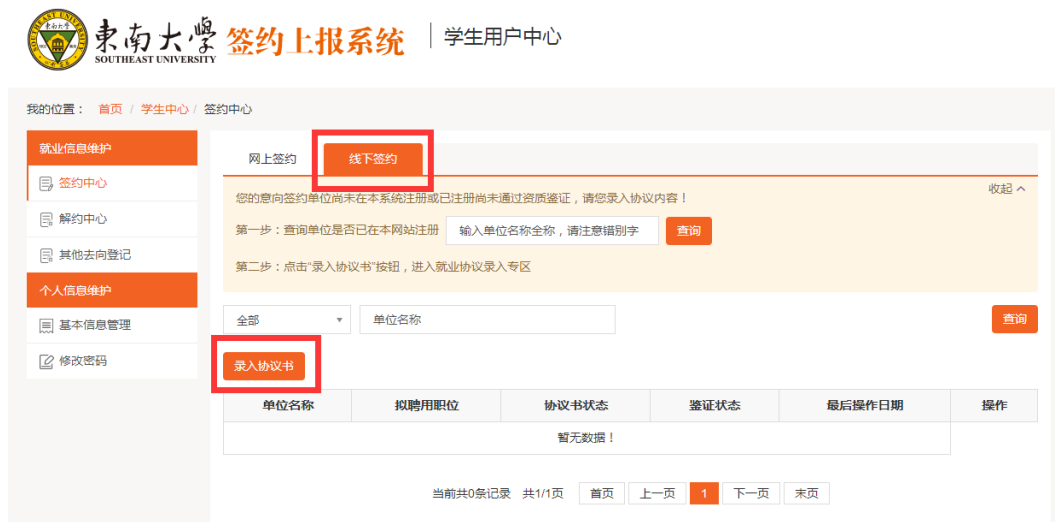 東南大學
SOUTHEAST UNIVERSITY
签约上报系统
学生用户中心
我的位置： 首页 / 学生中心 / 签约中心
就业信息维护
签约中心
解约中心
其他去向登记
个人信息维护
基本信息管理
修改密码
网上签约 线下签约
您的意向签约单位尚未在本系统注册或已注册尚未通过资质鉴证，请您录入协议内容！ 收起
第一步：查询单位是否已在本网站注册 输入单位名称全称，请注意错别字 查询
第二步：点击"录入协议书"按钮，进入就业协议录入专区
全部 单位名称 查询
录入协议书
单位名称 拟聘用职位 协议书状态 鉴证状态 最后操作日期 操作
暂无数据！
当前共0条记录 共1/1页 首页 上一页 1 下一页 末页